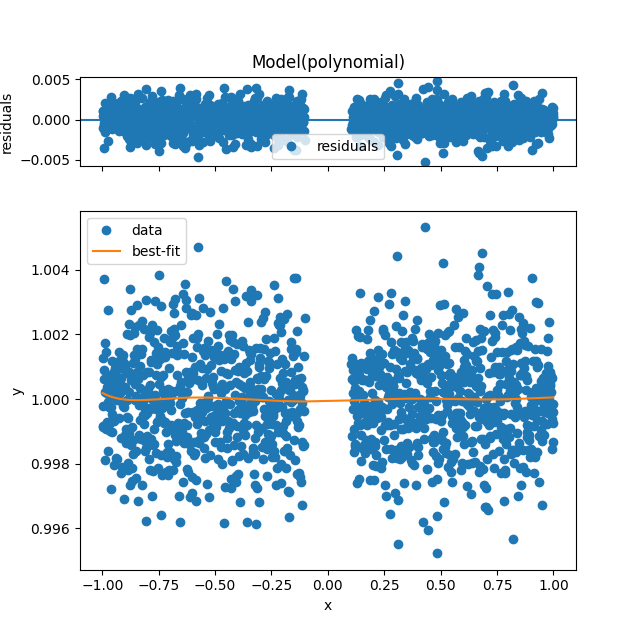 Model(polynomial)
0.005
0.000
−0.005
residuals
residuals
data
best-fit
1.004
1.002
1.000
0.998
0.996
y
−1.00 −0.75 −0.50 −0.25 0.00 0.25 0.50 0.75 1.00
x